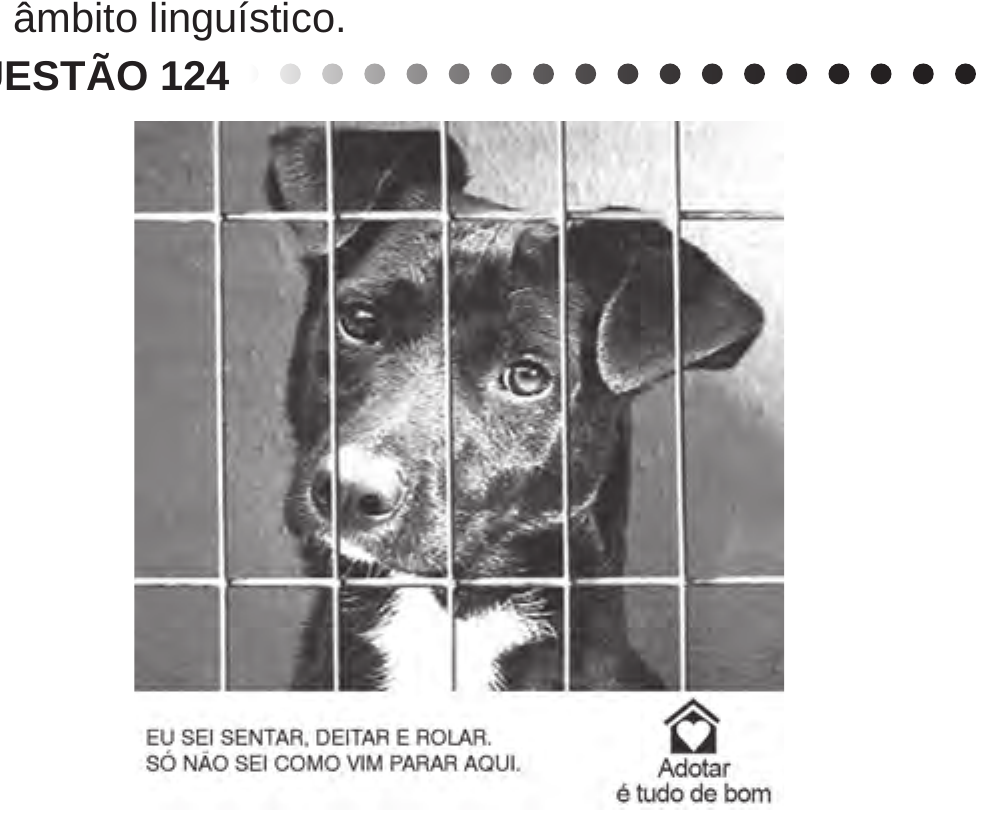 âmbito linguístico.
UESTÃO 124
EU SEI SENTAR, DEITAR E ROLAR.
SÓ NÃO SEI COMO VIM PARAR AQUI.
Adotar
é tudo de bom